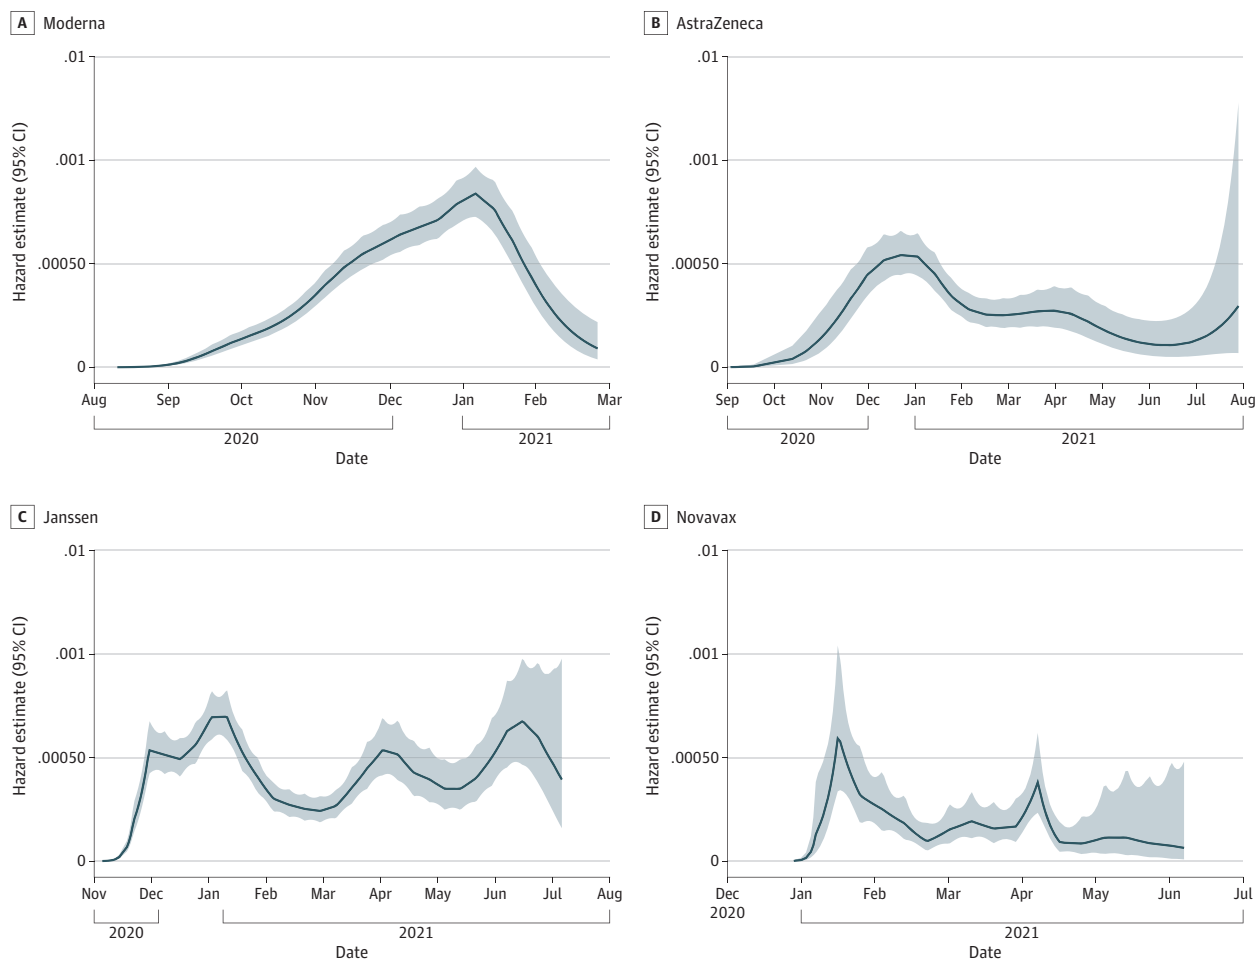 A Moderna
.01
.001
.00050
0
Hazard estimate (95% CI)
Aug Sep Oct Nov Dec Jan Feb Mar
2020 2021
Date
B AstraZeneca
.01
.001
.00050
0
Hazard estimate (95% CI)
Sep Oct Nov Dec Jan Feb Mar Apr May Jun Jul Aug
2020 2021
Date
C Janssen
.01
.001
.00050
0
Hazard estimate (95% CI)
Nov Dec Jan Feb Mar Apr May Jun Jul Aug
2020 2021
Date
D Novavax
.01
.001
.00050
0
Hazard estimate (95% CI)
Dec Jan Feb Mar Apr May Jun Jul
2020
2021
Date